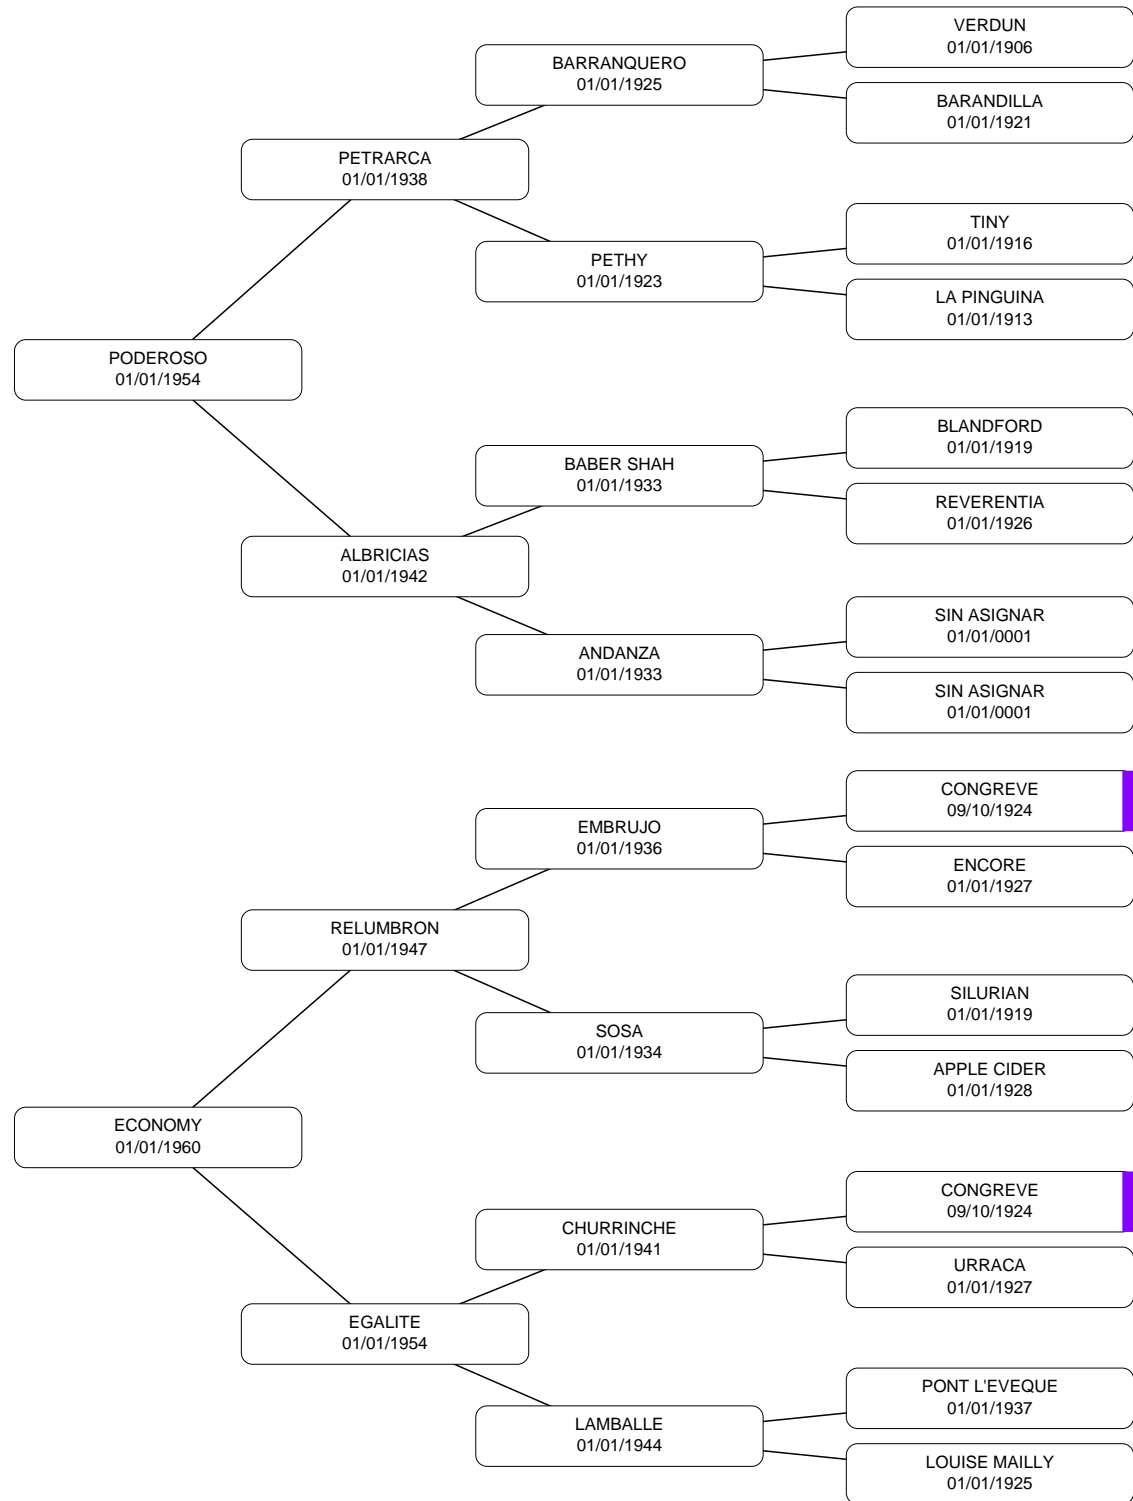 VERDUN
01/01/1906
BARRANQUERO
01/01/1925
BARANDILLA
01/01/1921
PETRARCA
01/01/1938
TINY
01/01/1916
PETHY
01/01/1923
LA PINGUINA
01/01/1913
PODEROSO
01/01/1954
BLANDFORD
01/01/1919
BABER SHAH
01/01/1933
REVERENTIA
01/01/1926
ALBRICIAS
01/01/1942
SIN ASIGNAR
01/01/0001
ANDANZA
01/01/1933
SIN ASIGNAR
01/01/0001
CONGREVE
09/10/1924
EMBRUJO
01/01/1936
ENCORE
01/01/1927
RELUMBRON
01/01/1947
SILURIAN
01/01/1919
SOSA
01/01/1934
APPLE CIDER
01/01/1928
ECONOMY
01/01/1960
CONGREVE
09/10/1924
CHURRINCHE
01/01/1941
URRACA
01/01/1927
EGALITE
01/01/1954
PONT L'EVEQUE
01/01/1937
LAMBALLE
01/01/1944
LOUISE MAILLY
01/01/1925